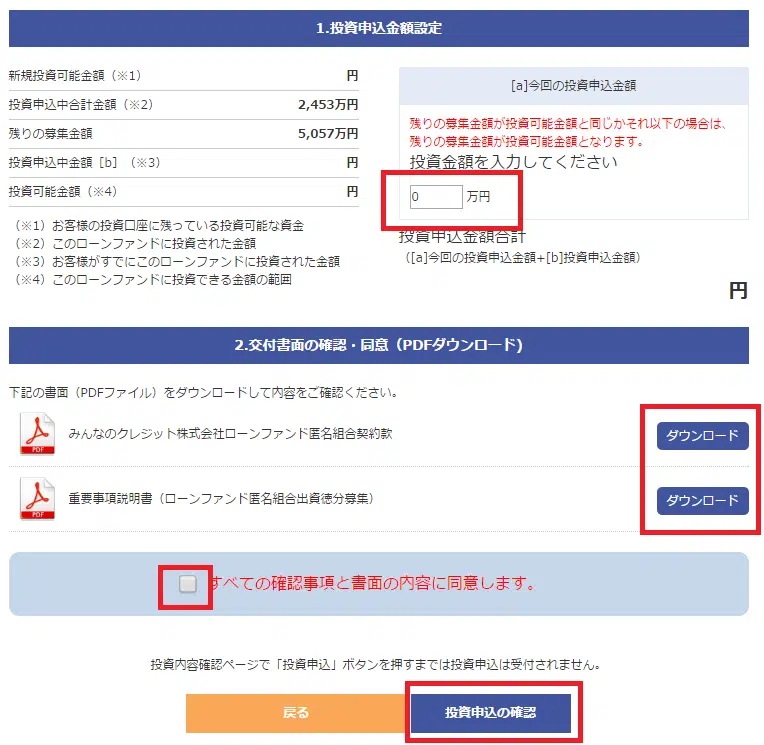 1.投資申込金額設定
新規投資可能金額（※1） 円
投資申込中合計金額（※2） 2,453万円
残りの募集金額 5,057万円
投資申込中金額［b］（※3） 円
投資可能金額（※4） 円
（※1）お客様の投資口座に残っている投資可能な資金
（※2）このローンファンドに投資された金額
（※3）お客様がすでにこのローンファンドに投資された金額
（※4）このローンファンドに投資できる金額の範囲
[a]今回の投資申込金額
残りの募集金額が投資可能金額と同じかそれ以下の場合は、
残りの募集金額が投資可能金額となります。
投資金額を入力してください
0 万円
投資申込金額合計
（[a]今回の投資申込金額+[b]投資申込金額）
円
2.交付書面の確認・同意（PDFダウンロード）
下記の書面（PDFファイル）をダウンロードして内容をご確認ください。
PDF みんなのクレジット株式会社ローンファンド匿名組合契約款 ダウンロード
PDF 重要事項説明書（ローンファンド匿名組合出資徳分募集） ダウンロード
すべての確認事項と書面の内容に同意します。
投資内容確認ページで「投資申込」ボタンを押すまでは投資申込は受付されません。
戻る 投資申込の確認